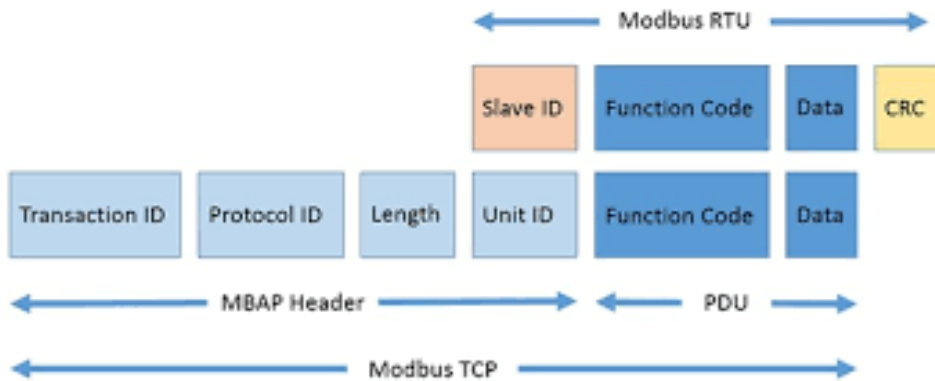 Modbus RTU
Slave ID Function Code Data CRC
Transaction ID Protocol ID Length Unit ID Function Code Data
MBAP Header PDU
Modbus TCP